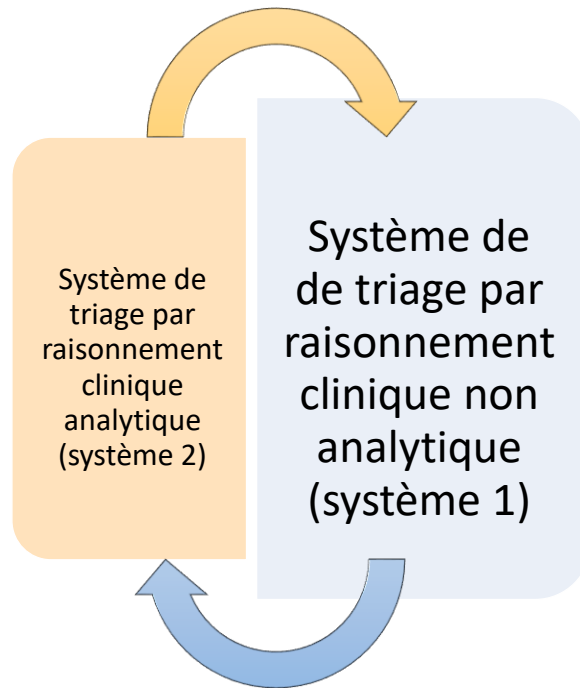 Système de
triage par
raisonnement
clinique
analytique
(système 2)
Système de
de triage par
raisonnement
clinique non
analytique
(système 1)